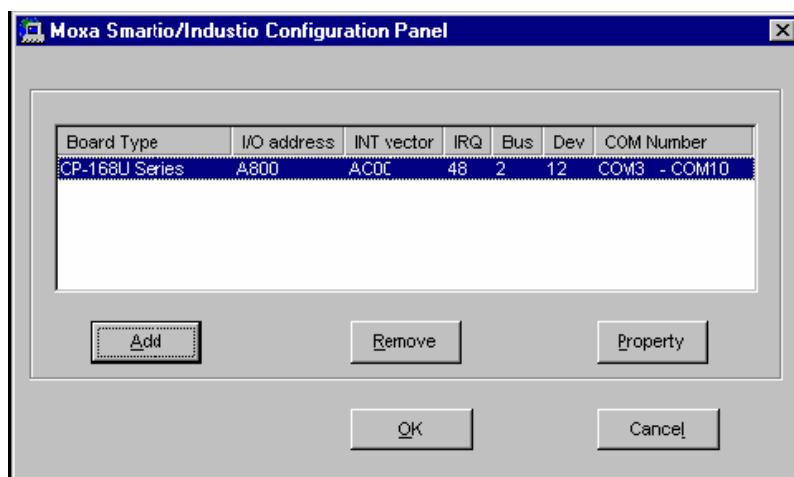 Moxa Smartio/Industio Configuration Panel
Board Type I/O address INT vector IRQ Bus Dev COM Number
CP-168U Series A800 AC00 48 2 12 COM3 - COM10
Add Remove Property
OK Cancel